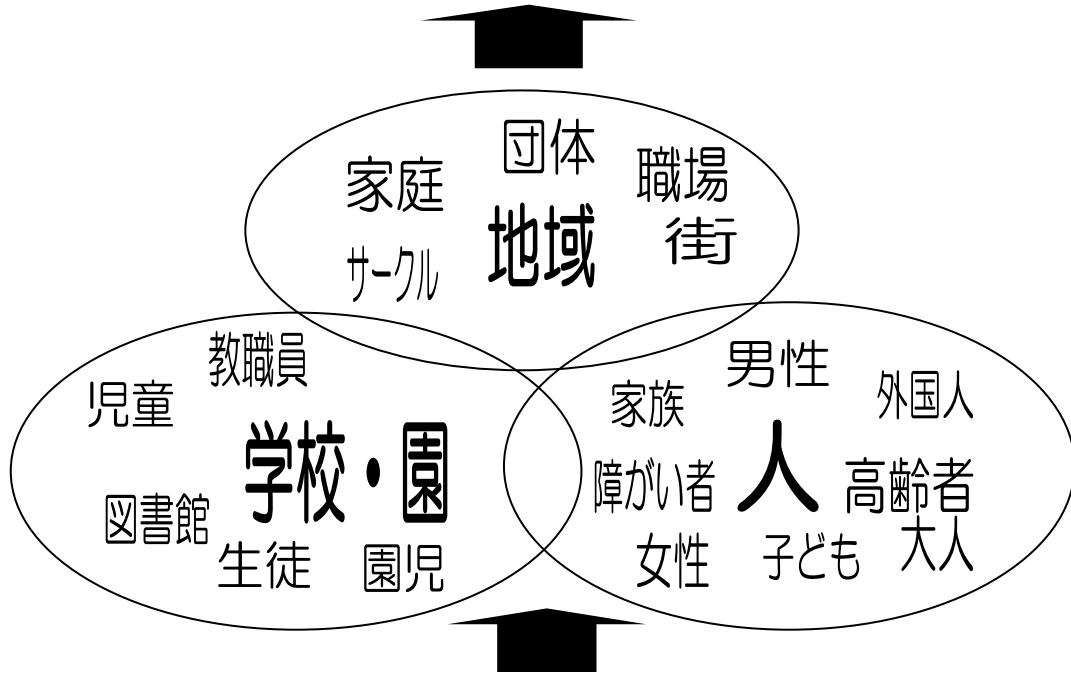 団体
家庭
職場
地域
街
サークル
教職員
児童
学校・園
図書館
生徒
園児
男性
家族
外国人
人
障がい者
高齢者
女性
子ども
大人